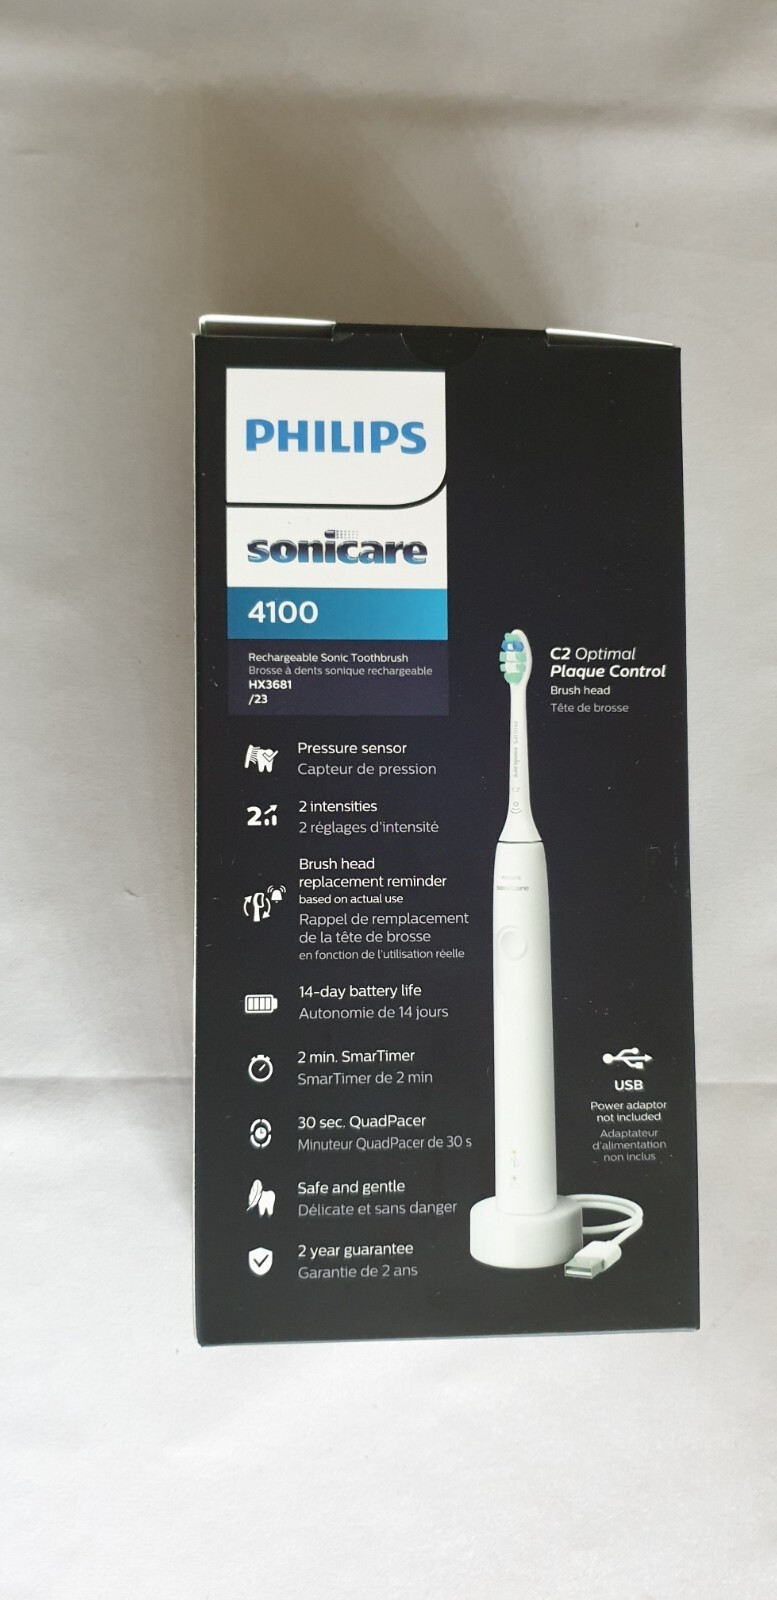 PHILIPS
sonicare
4100
Rechargeable Sonic Toothbrush
Brosse à dents sonique rechargeable
HX3681
/23
C2 Optimal
Plaque Control
Brush head
Tête de brosse
Pressure sensor
Capteur de pression
2
2 intensities
2 réglages d'intensité
Brush head
replacement reminder
based on actual use
Rappel de remplacement
de la tête de brosse
en fonction de l'utilisation réelle
14-day battery life
Autonomie de 14 jours
2 min. SmarTimer
SmarTimer de 2 min
30 sec. QuadPacer
Minuteur QuadPacer de 30 s
Safe and gentle
Délicate et sans danger
2 year guarantee
Garantie de 2 ans
sonicare
USB
Power adaptor
not included
Adaptateur
d'alimentation
non inclus